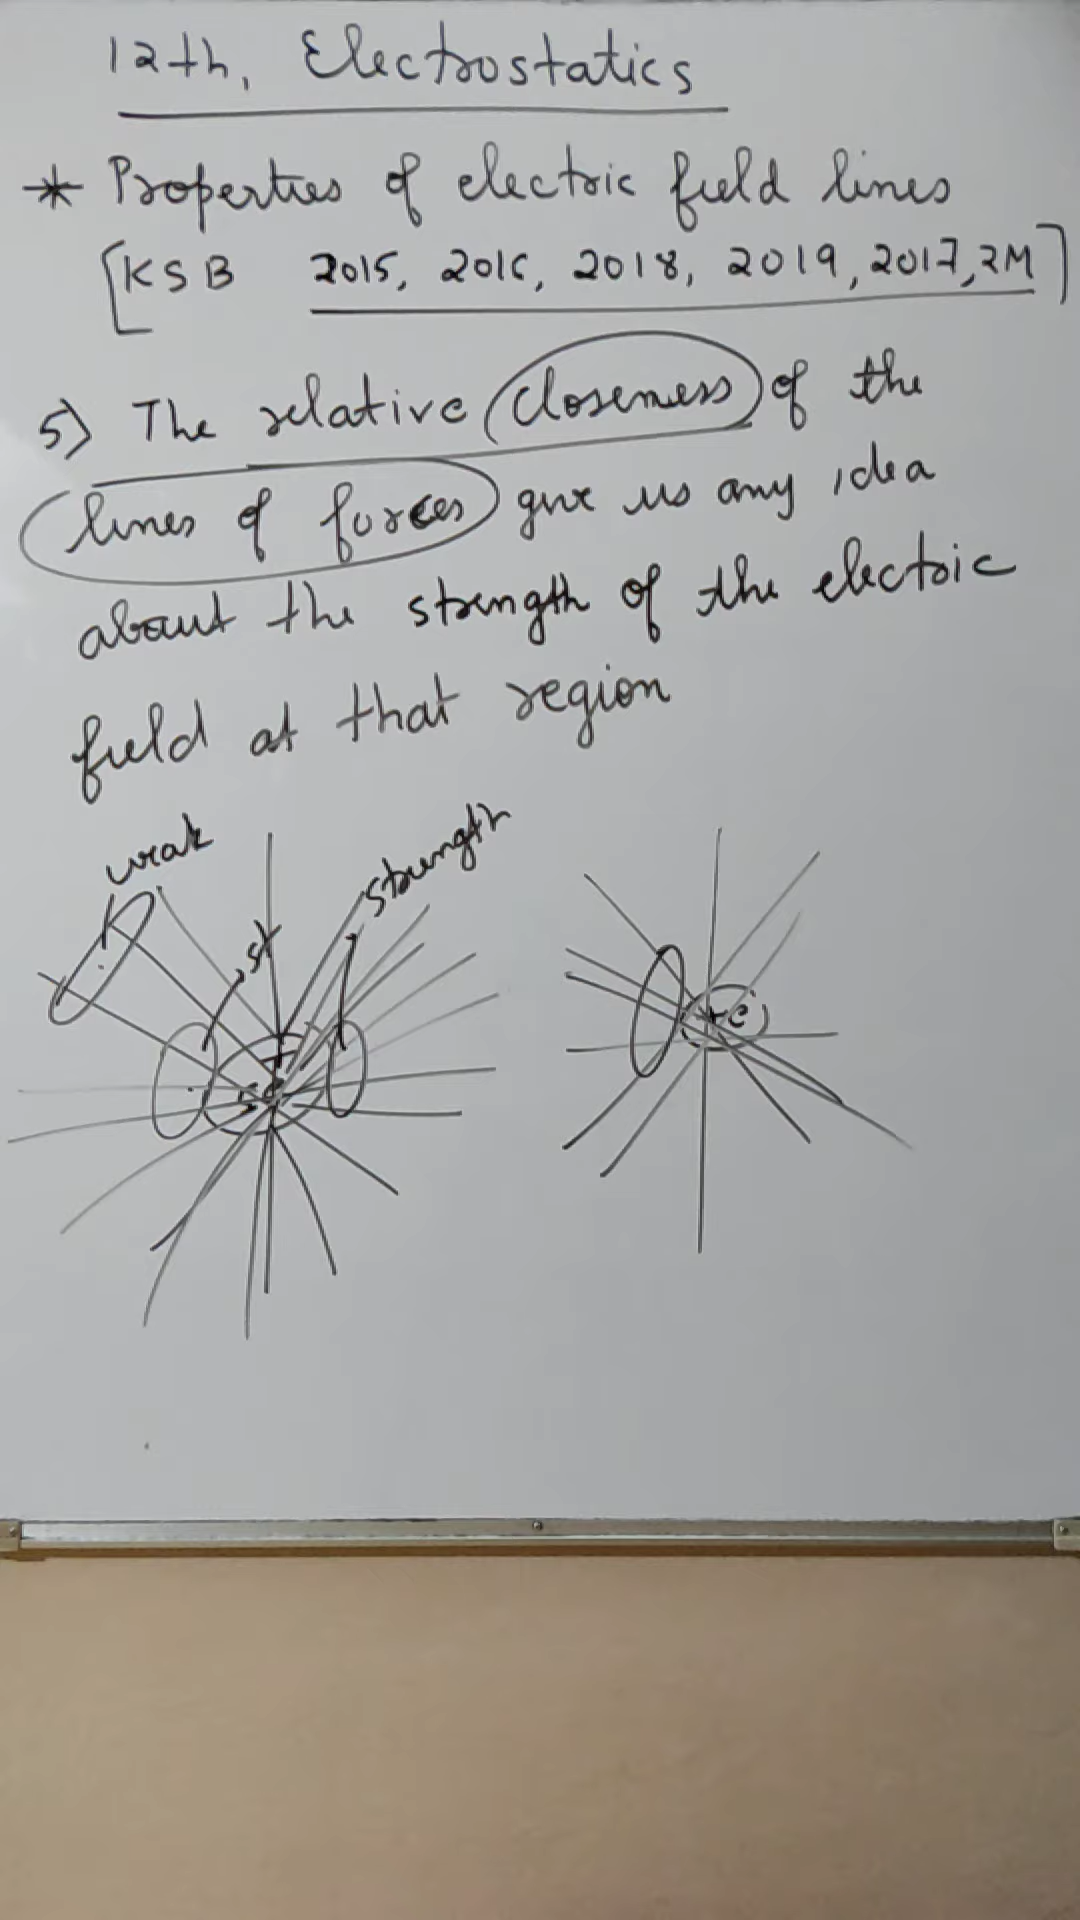 12th, Electrostatics
* Properties of electric field lines
[KSB 2015, 2016, 2018, 2019, 2017, 2M]
5) The relative closeness of the
lines of forces give us any idea
about the strength of the electric
field at that region
weak
strength
st
+e